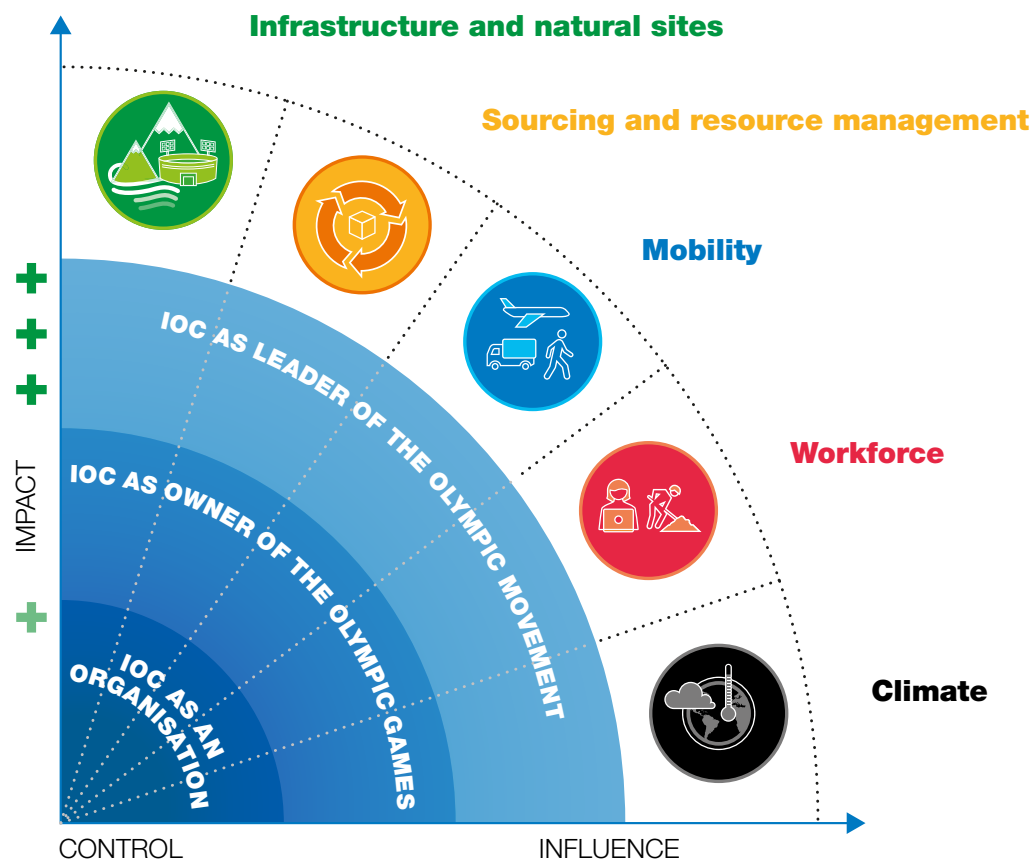 Infrastructure and natural sites
Sourcing and resource management
Mobility
Workforce
Climate
IOC AS LEADER OF THE OLYMPIC MOVEMENT
IOC AS OWNER OF THE OLYMPIC GAMES
IOC AS AN
ORGANISATION
+
+
+
IMPACT
+
CONTROL
INFLUENCE